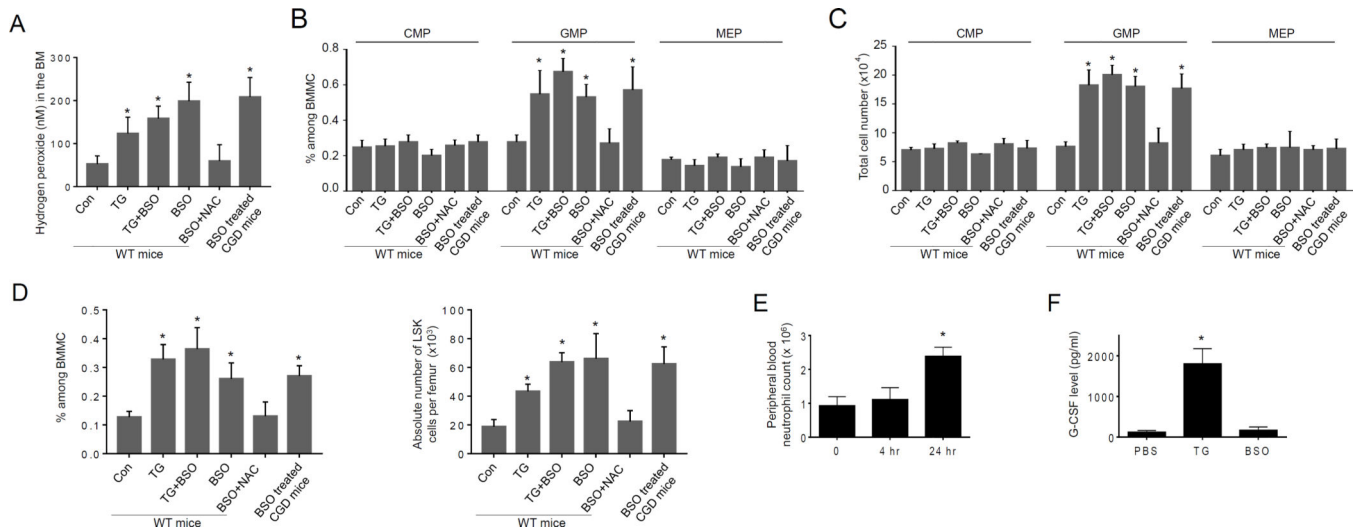 A
Hydrogen peroxide (nM) in the BM
300
200
100
0
*
*
*
*
Con
TG
TG+BSO
BSO
BSO+NAC
BSO treated
CGD mice
WT mice
B
CMP
GMP
MEP
% among BMMC
0.8
0.6
0.4
0.2
0.0
*
*
*
*
Con
TG
TG+BSO
BSO
BSO+NAC
BSO treated
CGD mice
Con
TG
TG+BSO
BSO
BSO+NAC
BSO treated
CGD mice
Con
TG
TG+BSO
BSO
BSO+NAC
BSO treated
CGD mice
WT mice
WT mice
WT mice
C
CMP
GMP
MEP
Total cell number (x10⁴)
25
20
15
10
5
0
*
*
*
*
Con
TG
TG+BSO
BSO
BSO+NAC
BSO treated
CGD mice
Con
TG
TG+BSO
BSO
BSO+NAC
BSO treated
CGD mice
Con
TG
TG+BSO
BSO
BSO+NAC
BSO treated
CGD mice
WT mice
WT mice
WT mice
D
% among BMMC
0.5
0.4
0.3
0.2
0.1
0.0
*
*
*
*
Con
TG
TG+BSO
BSO
BSO+NAC
BSO treated
CGD mice
WT mice
Absolute number of LSK
cells per femur (x10³)
100
80
60
40
20
0
*
*
*
*
Con
TG
TG+BSO
BSO
BSO+NAC
BSO treated
CGD mice
WT mice
E
Peripheral blood
neutrophil count (x 10⁶)
3
2
1
0
*
0
4 hr
24 hr
F
G-CSF level (pg/ml)
2000
1000
0
*
PBS
TG
BSO